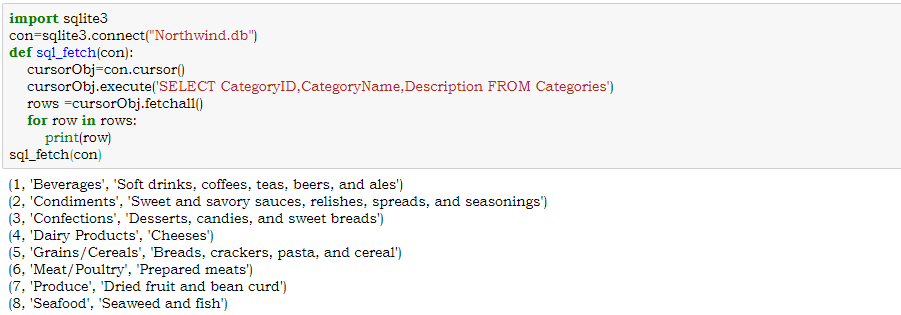 import sqlite3
con=sqlite3.connect("Northwind.db")
def sql_fetch(con):
    cursorObj=con.cursor()
    cursorObj.execute('SELECT CategoryID,CategoryName,Description FROM Categories')
    rows =cursorObj.fetchall()
    for row in rows:
        print(row)
sql_fetch(con)
(1, 'Beverages', 'Soft drinks, coffees, teas, beers, and ales')
(2, 'Condiments', 'Sweet and savory sauces, relishes, spreads, and seasonings')
(3, 'Confections', 'Desserts, candies, and sweet breads')
(4, 'Dairy Products', 'Cheeses')
(5, 'Grains/Cereals', 'Breads, crackers, pasta, and cereal')
(6, 'Meat/Poultry', 'Prepared meats')
(7, 'Produce', 'Dried fruit and bean curd')
(8, 'Seafood', 'Seaweed and fish')